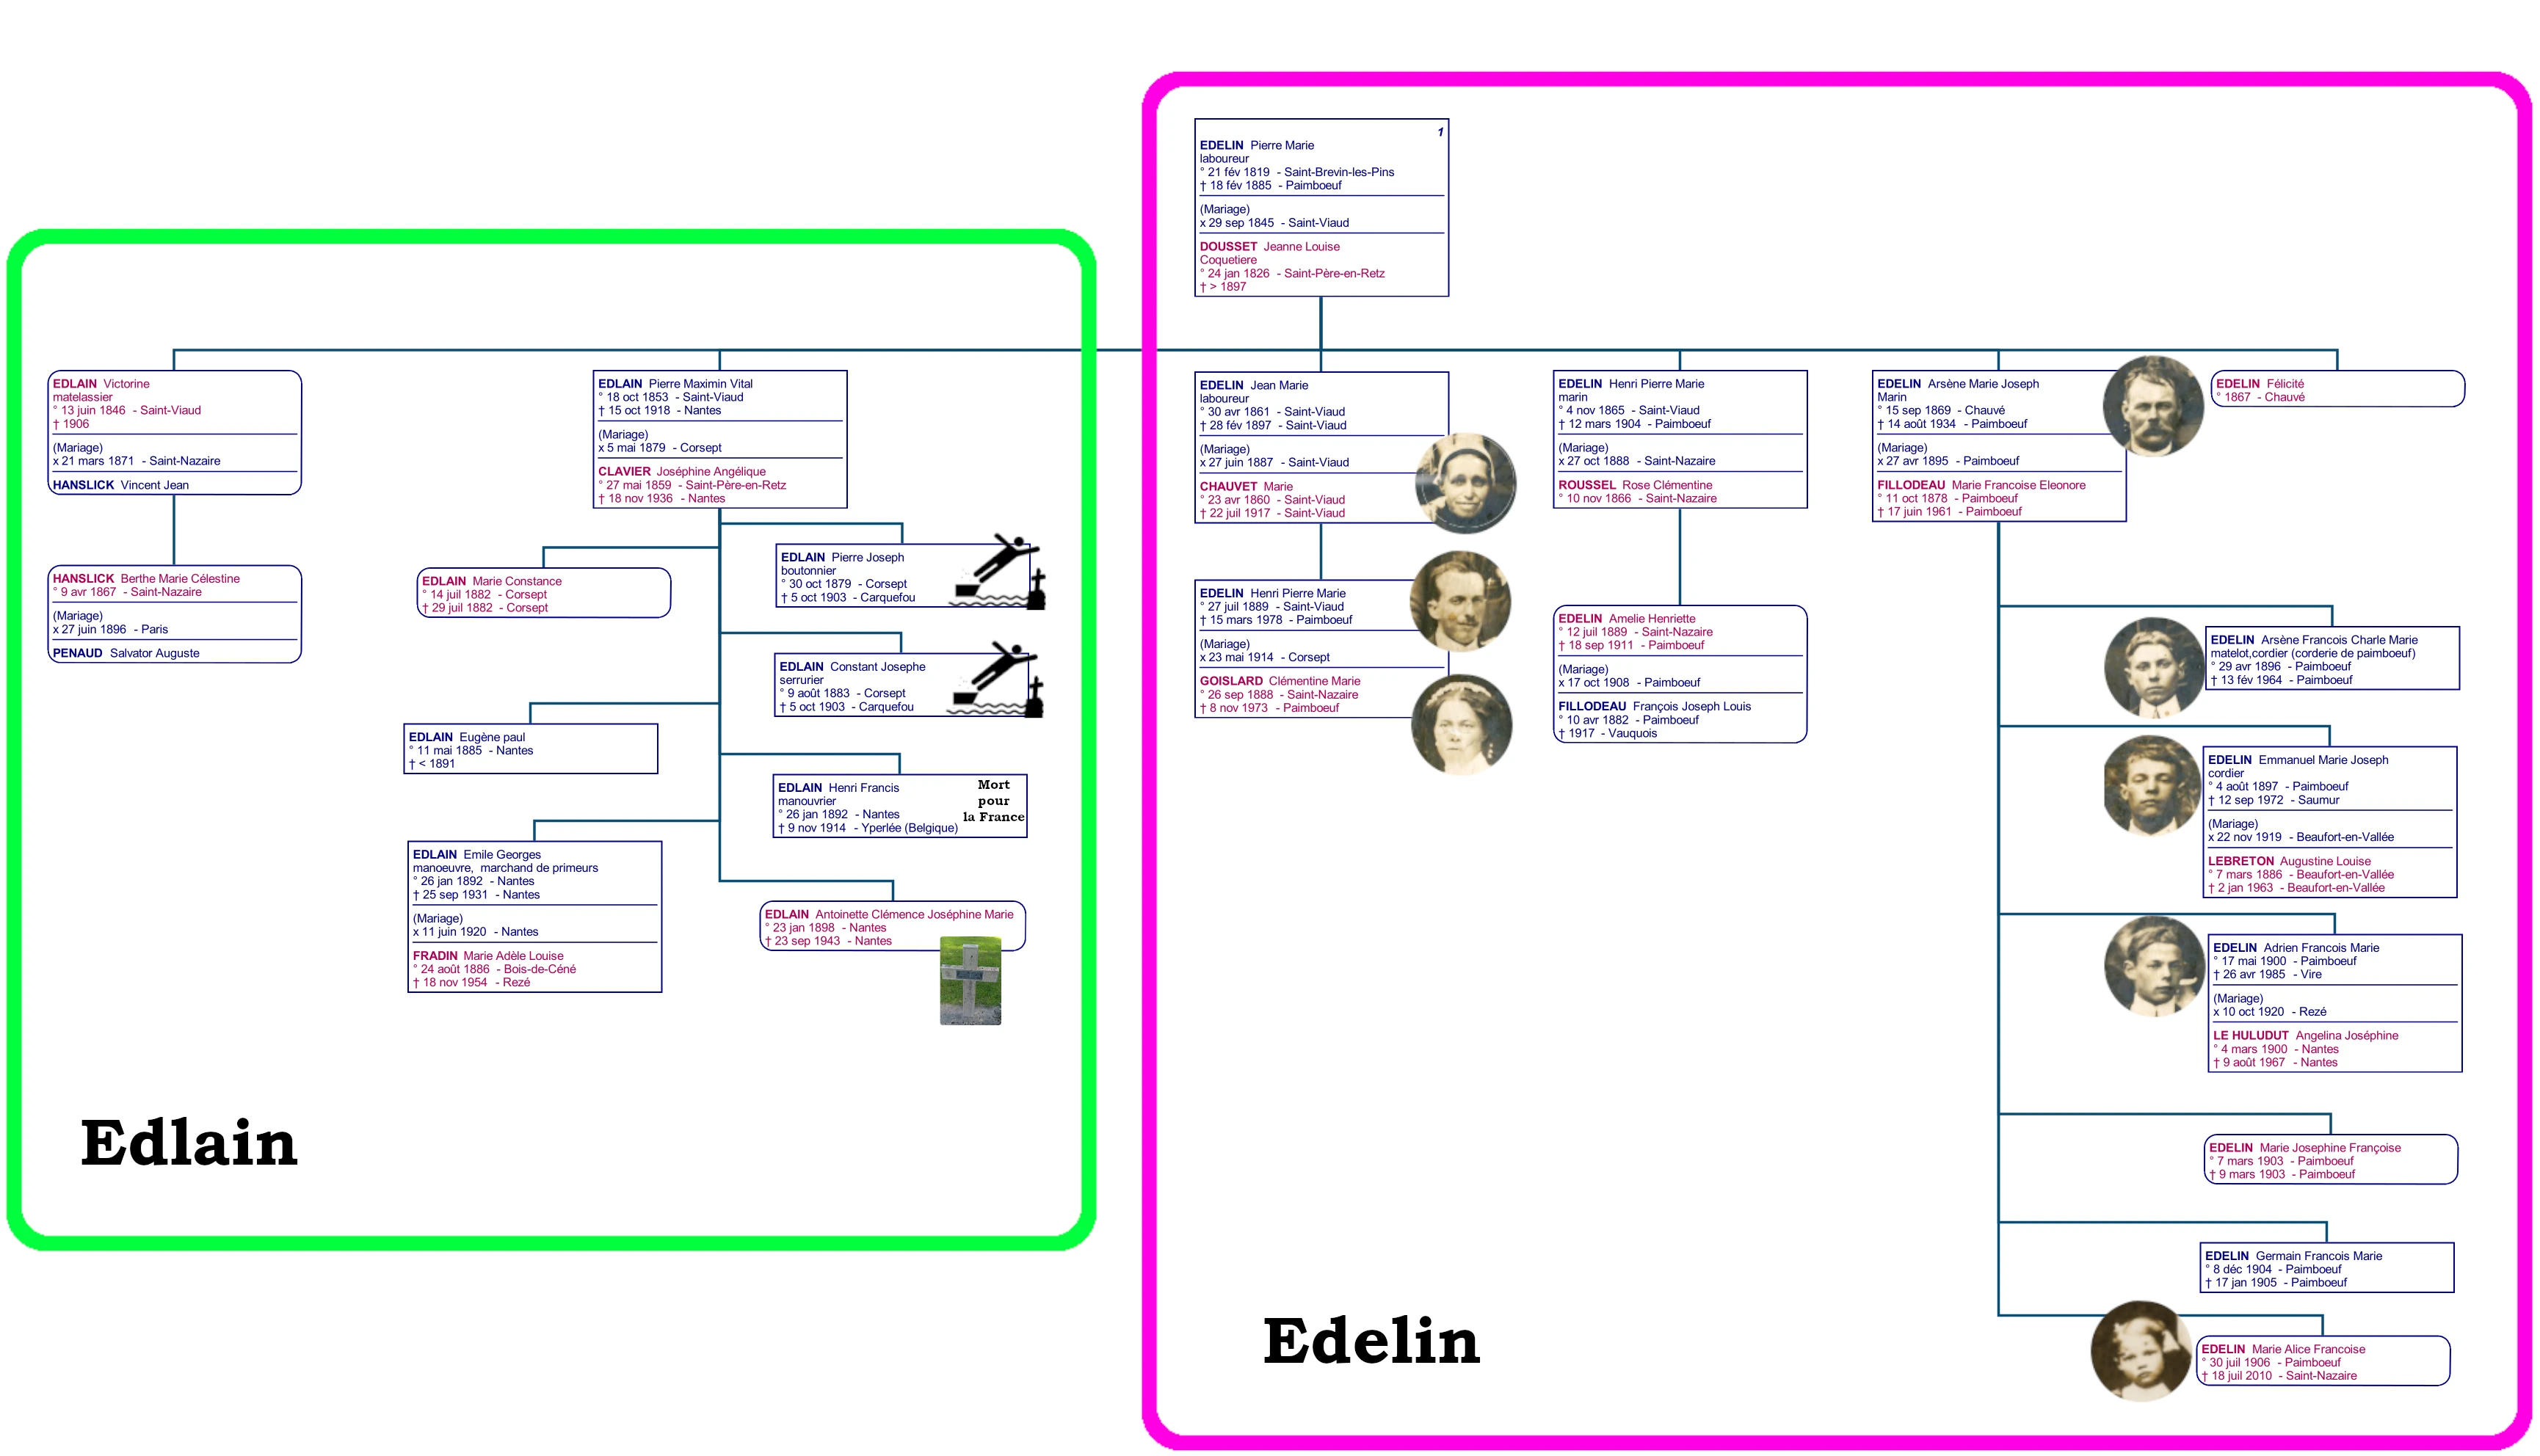 1
EDELIN Pierre Marie
laboureur
° 21 fév 1819 - Saint-Brevin-les-Pins
† 18 fév 1885 - Paimboeuf
(Mariage)
x 29 sep 1845 - Saint-Viaud
DOUSSET Jeanne Louise
Coquetiere
° 24 jan 1826 - Saint-Père-en-Retz
† > 1897
EDLAIN Victorine
matelassier
° 13 juin 1846 - Saint-Viaud
† 1906
(Mariage)
x 21 mars 1871 - Saint-Nazaire
HANSLICK Vincent Jean
HANSLICK Berthe Marie Célestine
° 9 avr 1867 - Saint-Nazaire
(Mariage)
x 27 juin 1896 - Paris
PENAUD Salvator Auguste
EDLAIN Pierre Maximin Vital
° 18 oct 1853 - Saint-Viaud
† 15 oct 1918 - Nantes
(Mariage)
x 5 mai 1879 - Corsept
CLAVIER Joséphine Angélique
° 27 mai 1859 - Saint-Père-en-Retz
† 18 nov 1936 - Nantes
EDLAIN Pierre Joseph
boutonnier
° 30 oct 1879 - Corsept
† 5 oct 1903 - Carquefou
EDLAIN Marie Constance
° 14 juil 1882 - Corsept
† 29 juil 1882 - Corsept
EDLAIN Constant Josephe
serrurier
° 9 août 1883 - Corsept
† 5 oct 1903 - Carquefou
EDLAIN Eugène paul
° 11 mai 1885 - Nantes
† < 1891
EDLAIN Henri Francis
manouvrier
° 26 jan 1892 - Nantes
† 9 nov 1914 - Yperlée (Belgique)
Mort
pour
la France
EDLAIN Emile Georges
manoeuvre, marchand de primeurs
° 26 jan 1892 - Nantes
† 25 sep 1931 - Nantes
(Mariage)
x 11 juin 1920 - Nantes
FRADIN Marie Adèle Louise
° 24 août 1886 - Bois-de-Céné
† 18 nov 1954 - Rezé
EDLAIN Antoinette Clémence Joséphine Marie
° 23 jan 1898 - Nantes
† 23 sep 1943 - Nantes
Edlain
EDELIN Jean Marie
laboureur
° 30 avr 1861 - Saint-Viaud
† 28 fév 1897 - Saint-Viaud
(Mariage)
x 27 juin 1887 - Saint-Viaud
CHAUVET Marie
° 23 avr 1860 - Saint-Viaud
† 22 juil 1917 - Saint-Viaud
EDELIN Henri Pierre Marie
° 27 juil 1889 - Saint-Viaud
† 15 mars 1978 - Paimboeuf
(Mariage)
x 23 mai 1914 - Corsept
GOISLARD Clémentine Marie
° 26 sep 1888 - Saint-Nazaire
† 8 nov 1973 - Paimboeuf
EDELIN Henri Pierre Marie
marin
° 4 nov 1865 - Saint-Viaud
† 12 mars 1904 - Paimboeuf
(Mariage)
x 27 oct 1888 - Saint-Nazaire
ROUSSEL Rose Clémentine
° 10 nov 1866 - Saint-Nazaire
EDELIN Amelie Henriette
° 12 juil 1889 - Saint-Nazaire
† 18 sep 1911 - Paimboeuf
(Mariage)
x 17 oct 1908 - Paimboeuf
FILLODEAU François Joseph Louis
° 10 avr 1882 - Paimboeuf
† 1917 - Vauquois
EDELIN Arsène Marie Joseph
Marin
° 15 sep 1869 - Chauvé
† 14 août 1934 - Paimboeuf
(Mariage)
x 27 avr 1895 - Paimboeuf
FILLODEAU Marie Francoise Eleonore
° 11 oct 1878 - Paimboeuf
† 17 juin 1961 - Paimboeuf
EDELIN Félicité
° 1867 - Chauvé
EDELIN Arsène Francois Charle Marie
matelot,cordier (corderie de paimboeuf)
° 29 avr 1896 - Paimboeuf
† 13 fév 1964 - Paimboeuf
EDELIN Emmanuel Marie Joseph
cordier
° 4 août 1897 - Paimboeuf
† 12 sep 1972 - Saumur
(Mariage)
x 22 nov 1919 - Beaufort-en-Vallée
LEBRETON Augustine Louise
° 7 mars 1886 - Beaufort-en-Vallée
† 2 jan 1963 - Beaufort-en-Vallée
EDELIN Adrien Francois Marie
° 17 mai 1900 - Paimboeuf
† 26 avr 1985 - Vire
(Mariage)
x 10 oct 1920 - Rezé
LE HULUDUT Angelina Joséphine
° 4 mars 1900 - Nantes
† 9 août 1967 - Nantes
EDELIN Marie Josephine Françoise
° 7 mars 1903 - Paimboeuf
† 9 mars 1903 - Paimboeuf
EDELIN Germain Francois Marie
° 8 déc 1904 - Paimboeuf
† 17 jan 1905 - Paimboeuf
EDELIN Marie Alice Francoise
° 30 juil 1906 - Paimboeuf
† 18 juil 2010 - Saint-Nazaire
Edelin